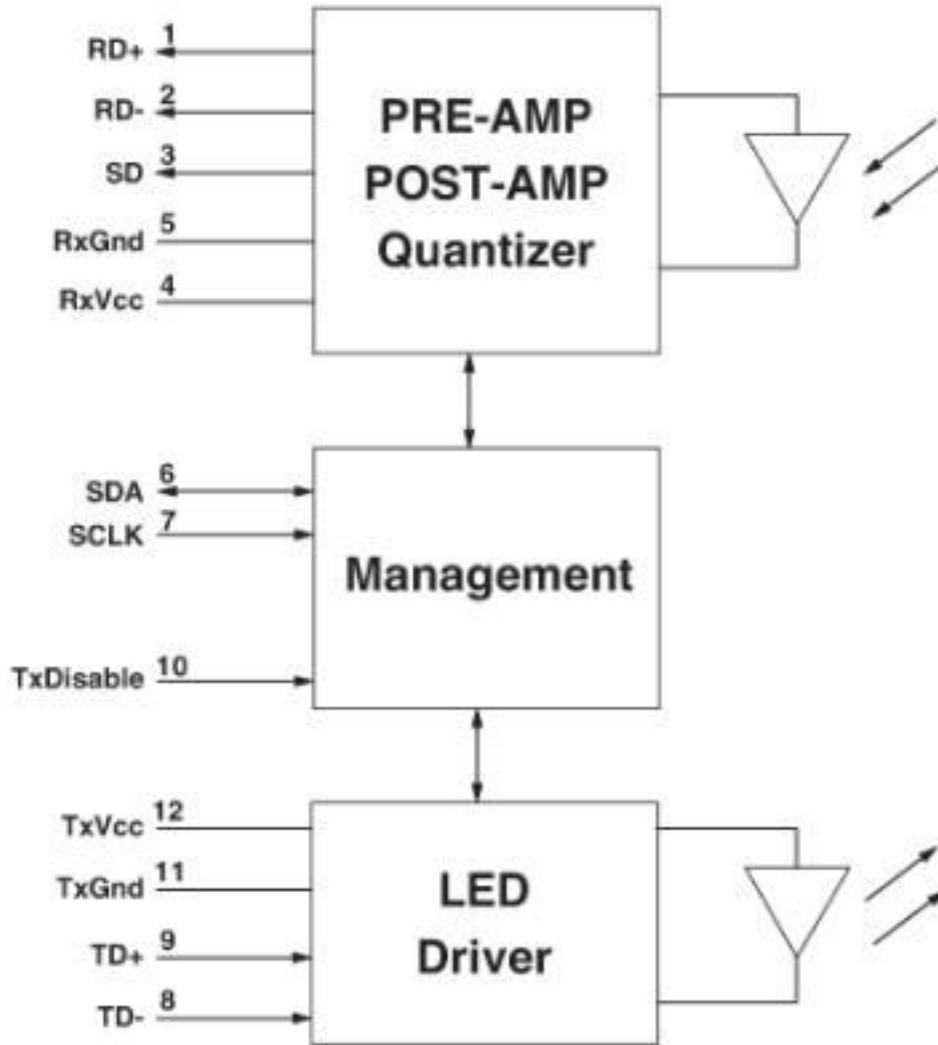 RD+ 1
RD- 2
SD 3
RxGnd 5
RxVcc 4
PRE-AMP
POST-AMP
Quantizer
SDA 6
SCLK 7
TxDisable 10
Management
TxVcc 12
TxGnd 11
TD+ 9
TD- 8
LED
Driver